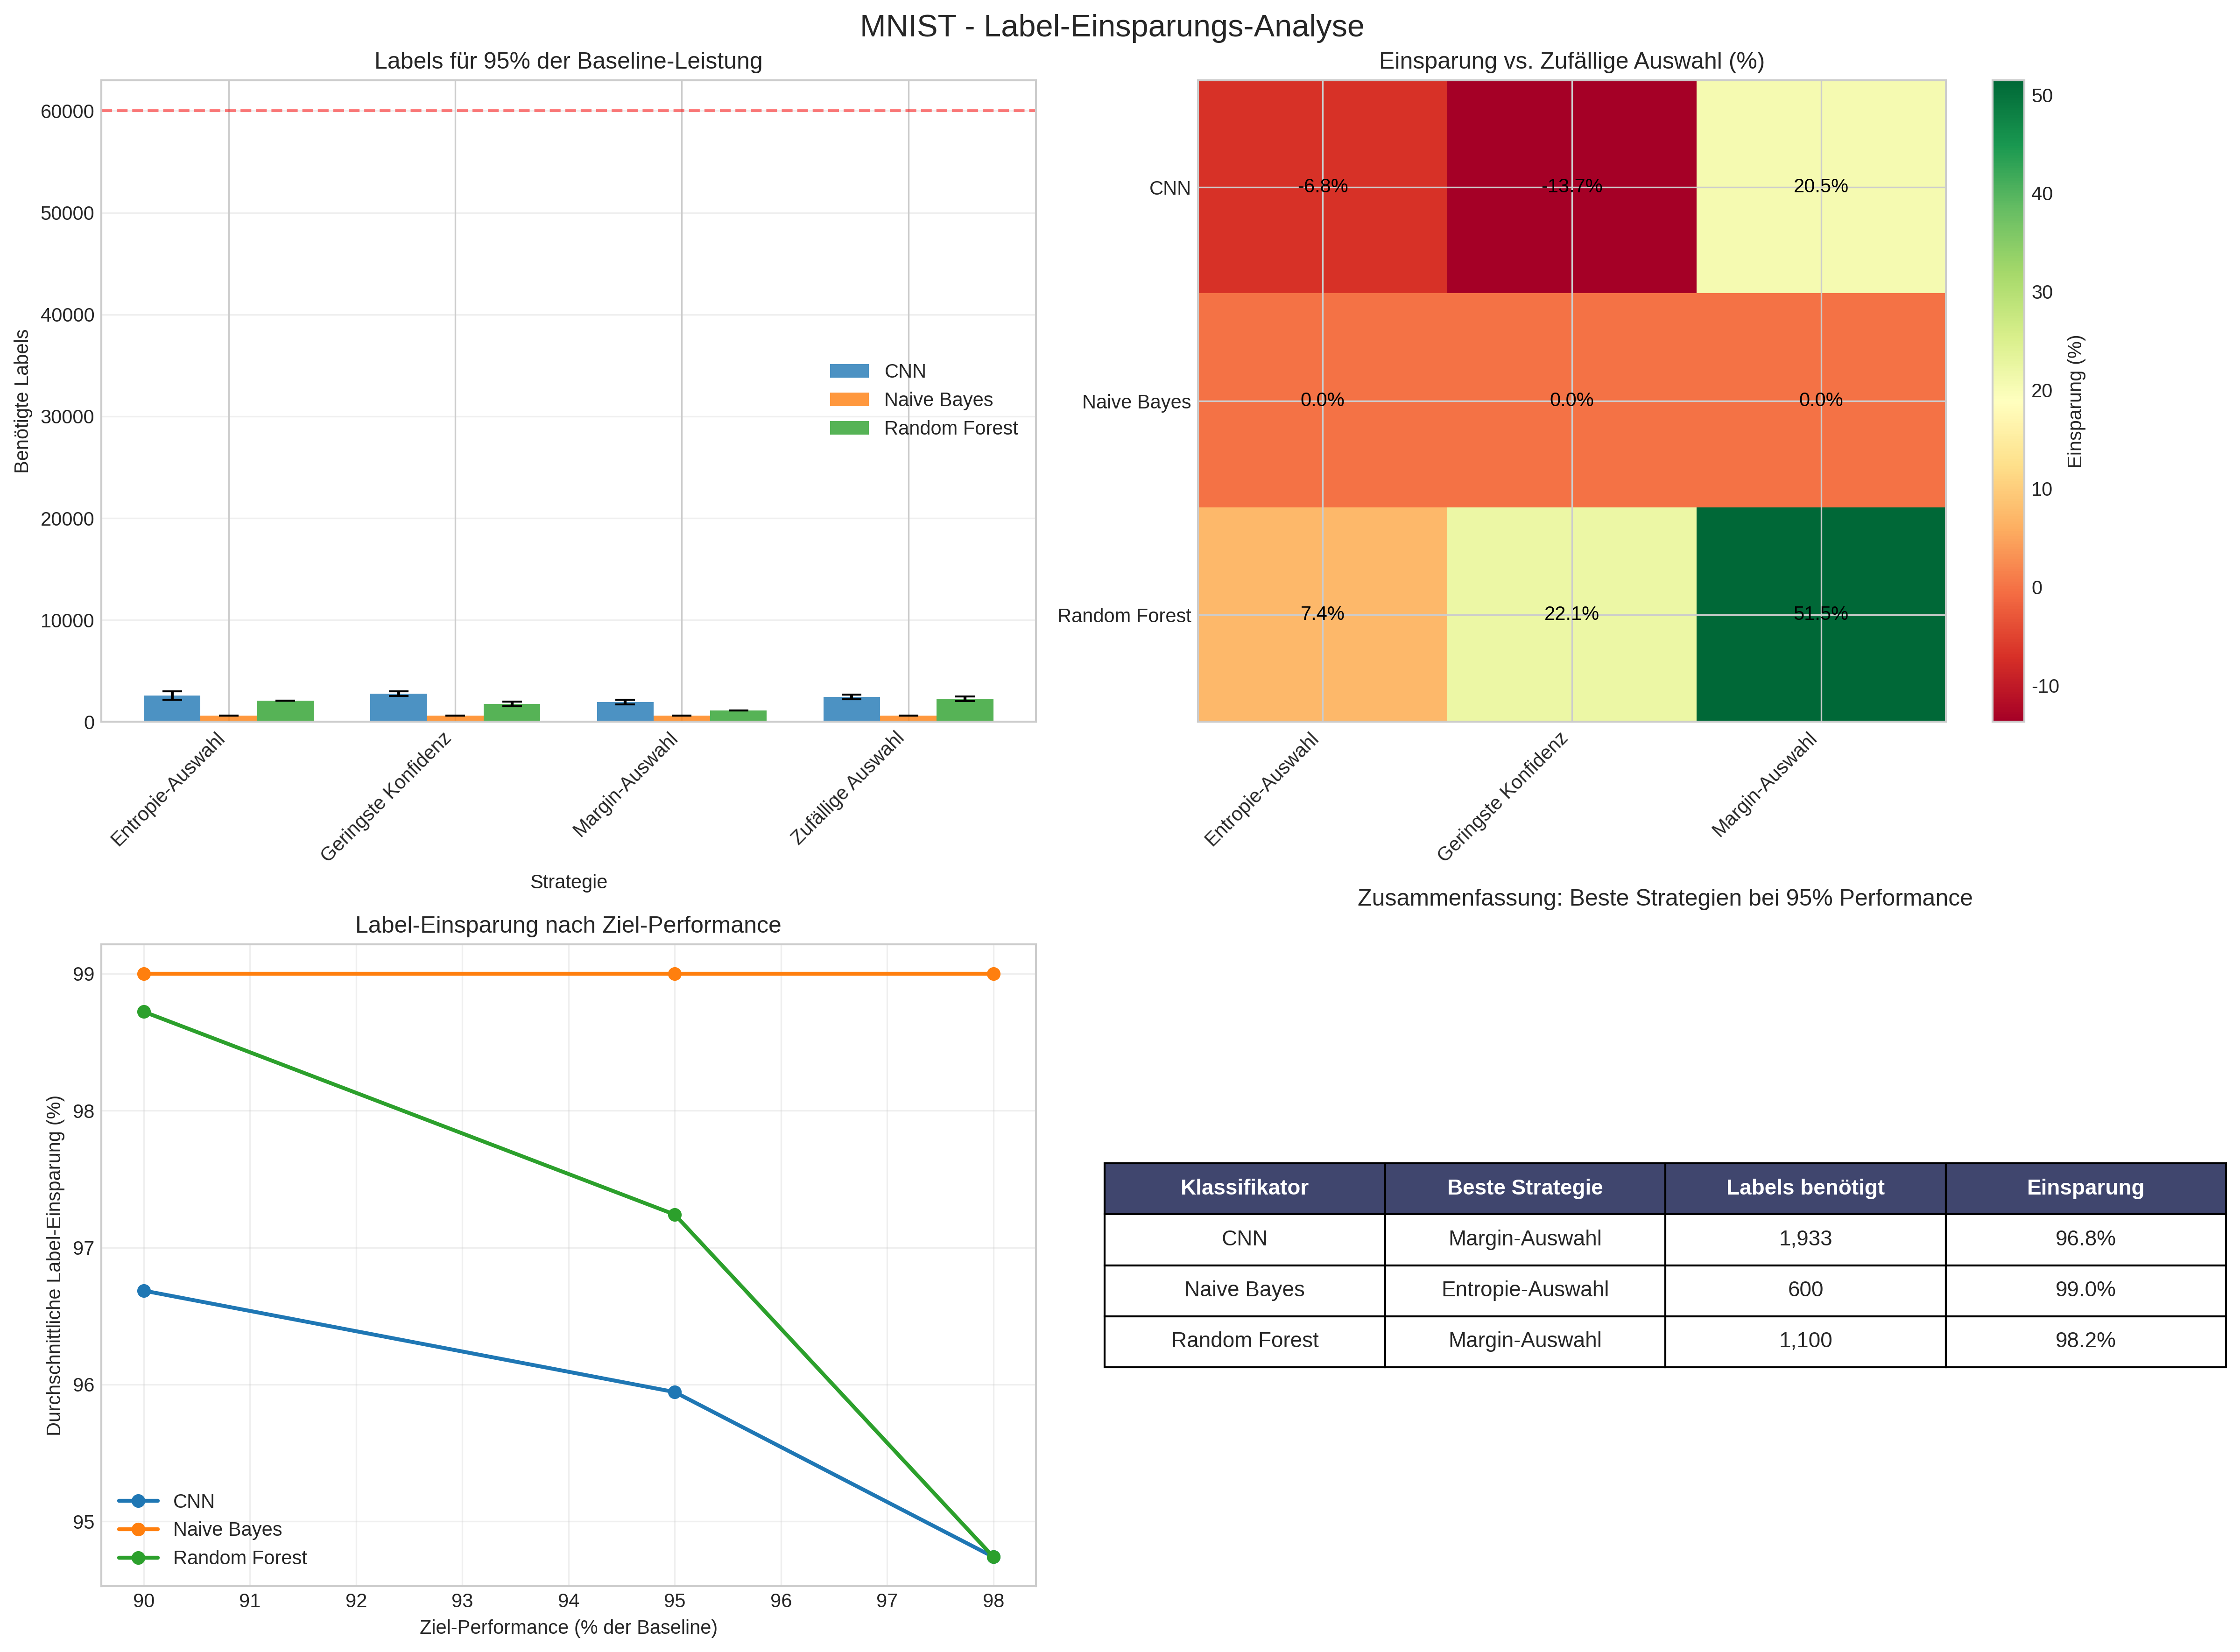 MNIST - Label-Einsparungs-Analyse
Labels für 95% der Baseline-Leistung
Benötigte Labels
60000
50000
40000
30000
20000
10000
0
CNN
Naive Bayes
Random Forest
Entropie-Auswahl
Geringste Konfidenz
Margin-Auswahl
Zufällige Auswahl
Strategie
Einsparung vs. Zufällige Auswahl (%)
CNN
-6.8%
-13.7%
20.5%
Naive Bayes
0.0%
0.0%
0.0%
Random Forest
7.4%
22.1%
51.5%
Entropie-Auswahl
Geringste Konfidenz
Margin-Auswahl
50
40
30
20
10
0
-10
Einsparung (%)
Label-Einsparung nach Ziel-Performance
Durchschnittliche Label-Einsparung (%)
99
98
97
96
95
CNN
Naive Bayes
Random Forest
90 91 92 93 94 95 96 97 98
Ziel-Performance (% der Baseline)
Zusammenfassung: Beste Strategien bei 95% Performance
Klassifikator Beste Strategie Labels benötigt Einsparung
CNN Margin-Auswahl 1,933 96.8%
Naive Bayes Entropie-Auswahl 600 99.0%
Random Forest Margin-Auswahl 1,100 98.2%